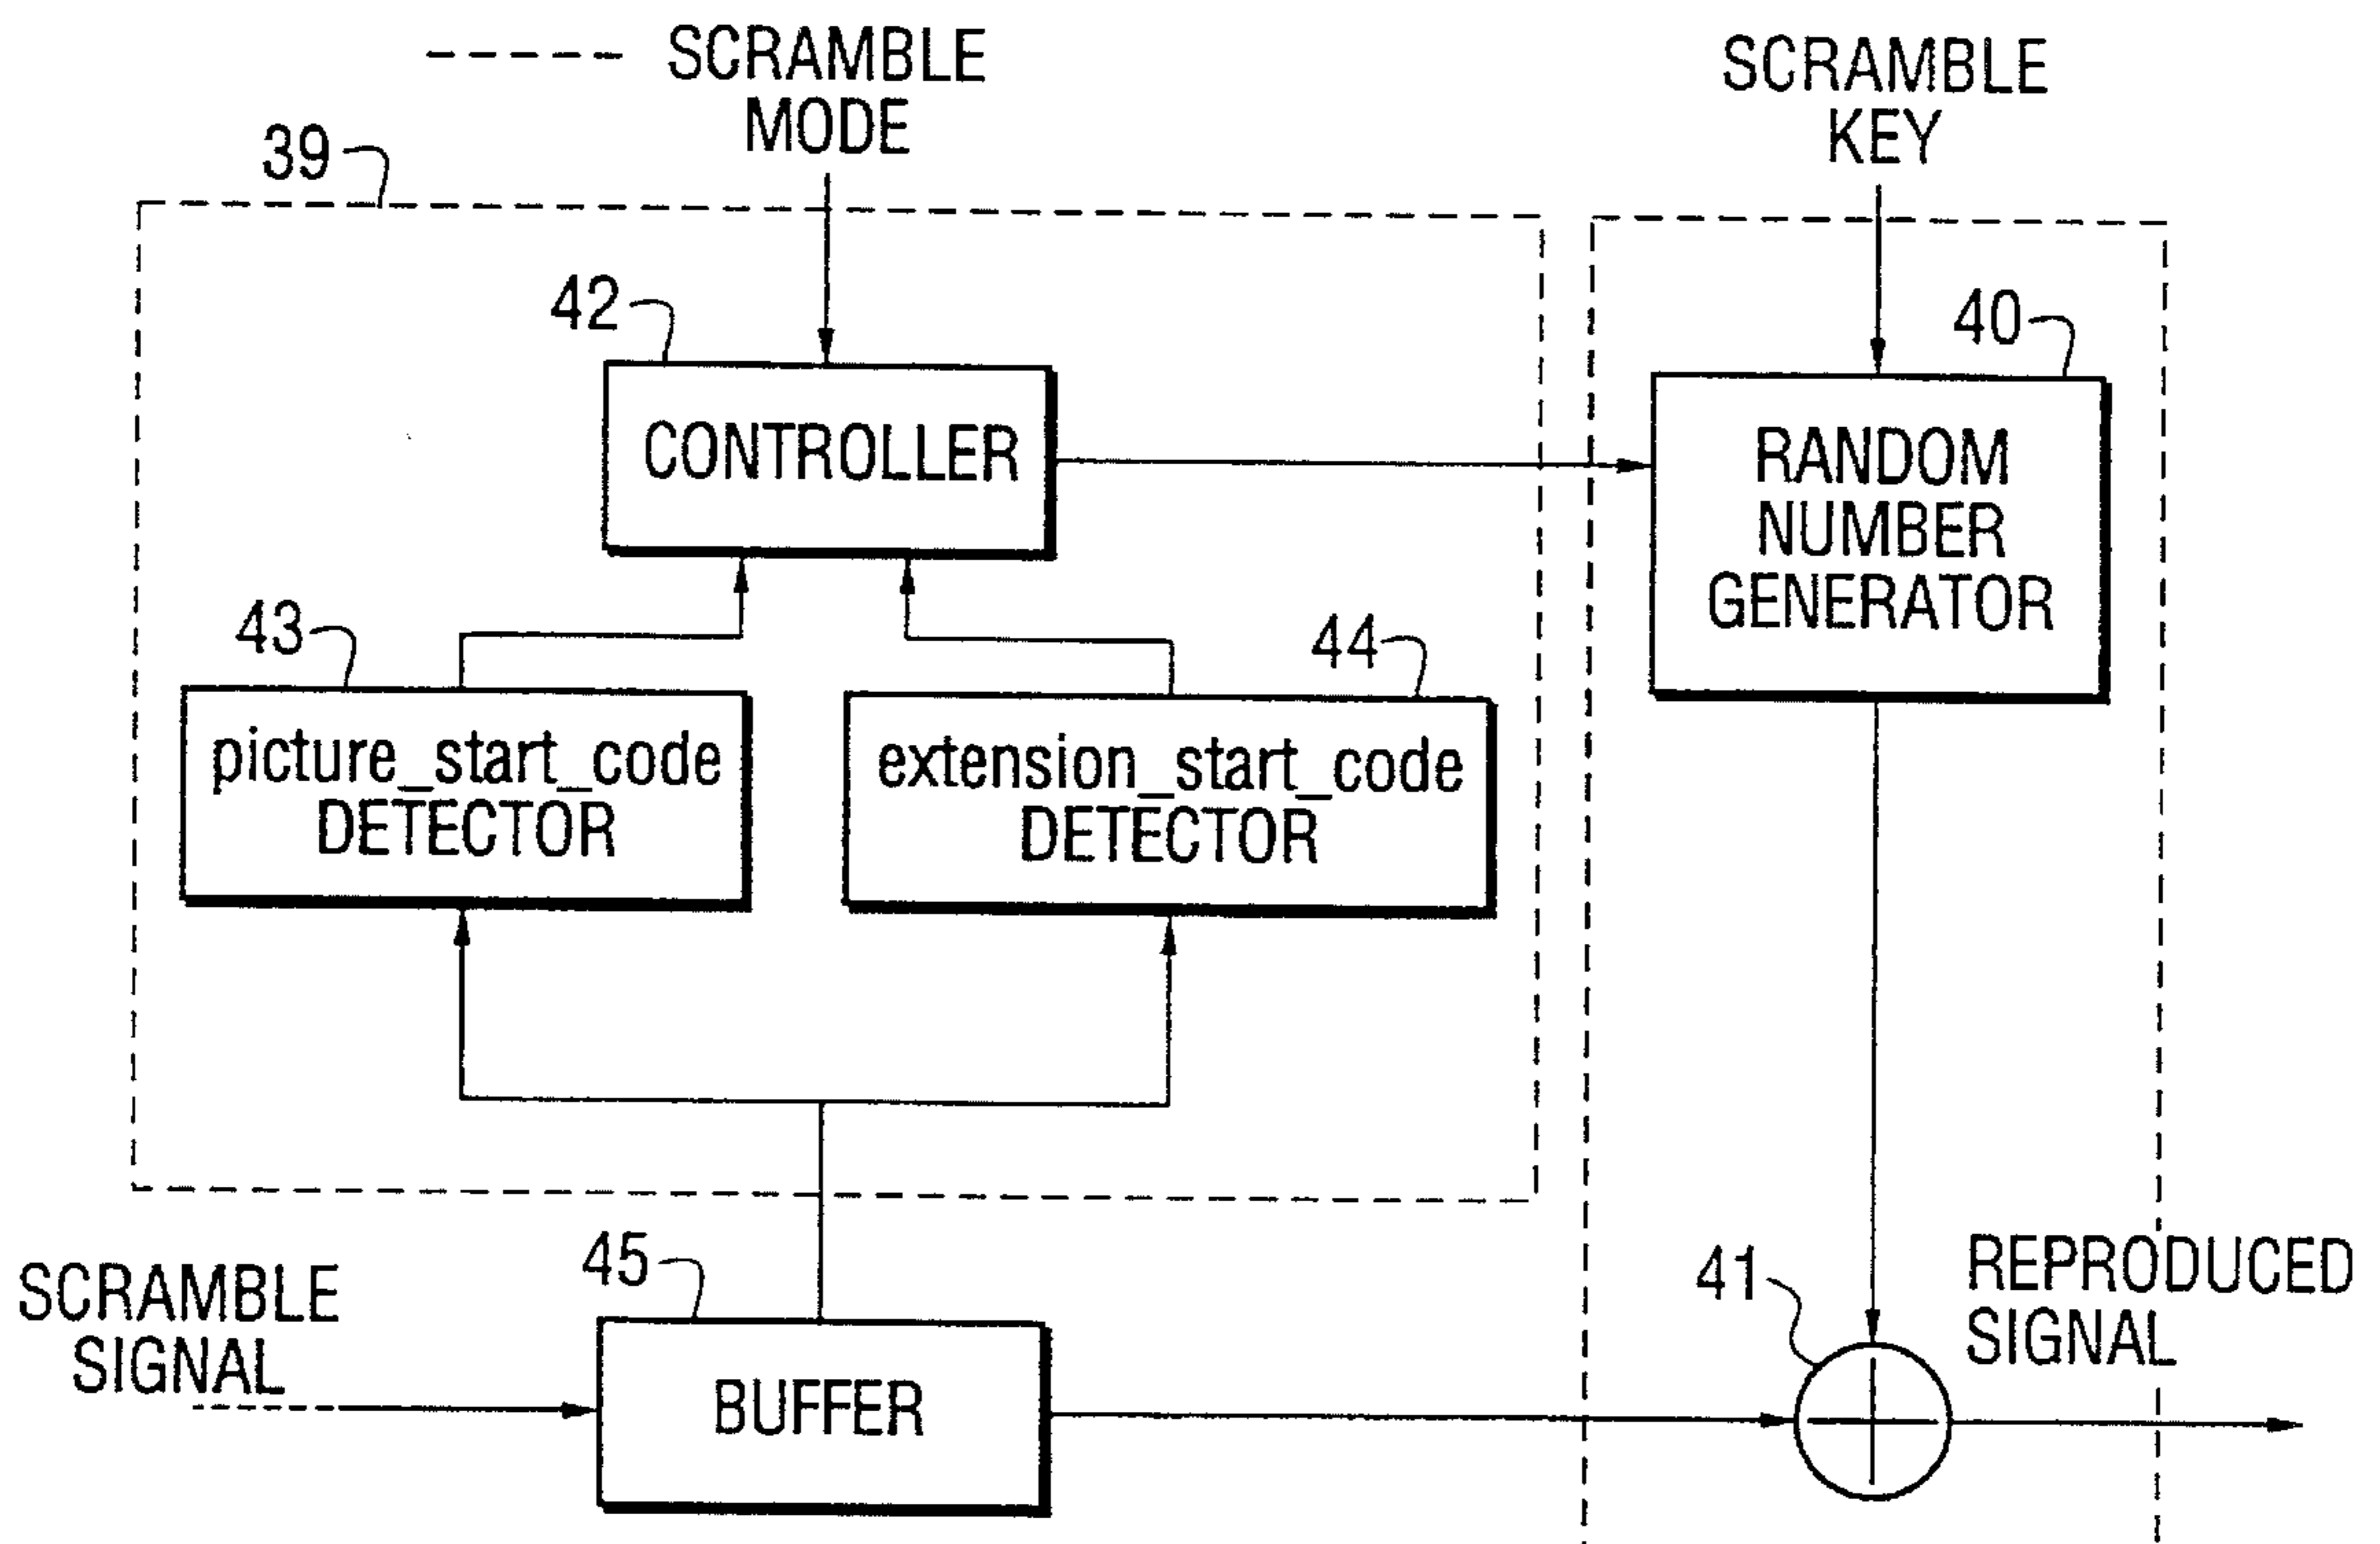 SCRAMBLE
MODE
SCRAMBLE
KEY
39
42
40
CONTROLLER
RANDOM
NUMBER
GENERATOR
43
44
picture_start_code
DETECTOR
extension_start_code
DETECTOR
45
41
SCRAMBLE
SIGNAL
REPRODUCED
SIGNAL
BUFFER